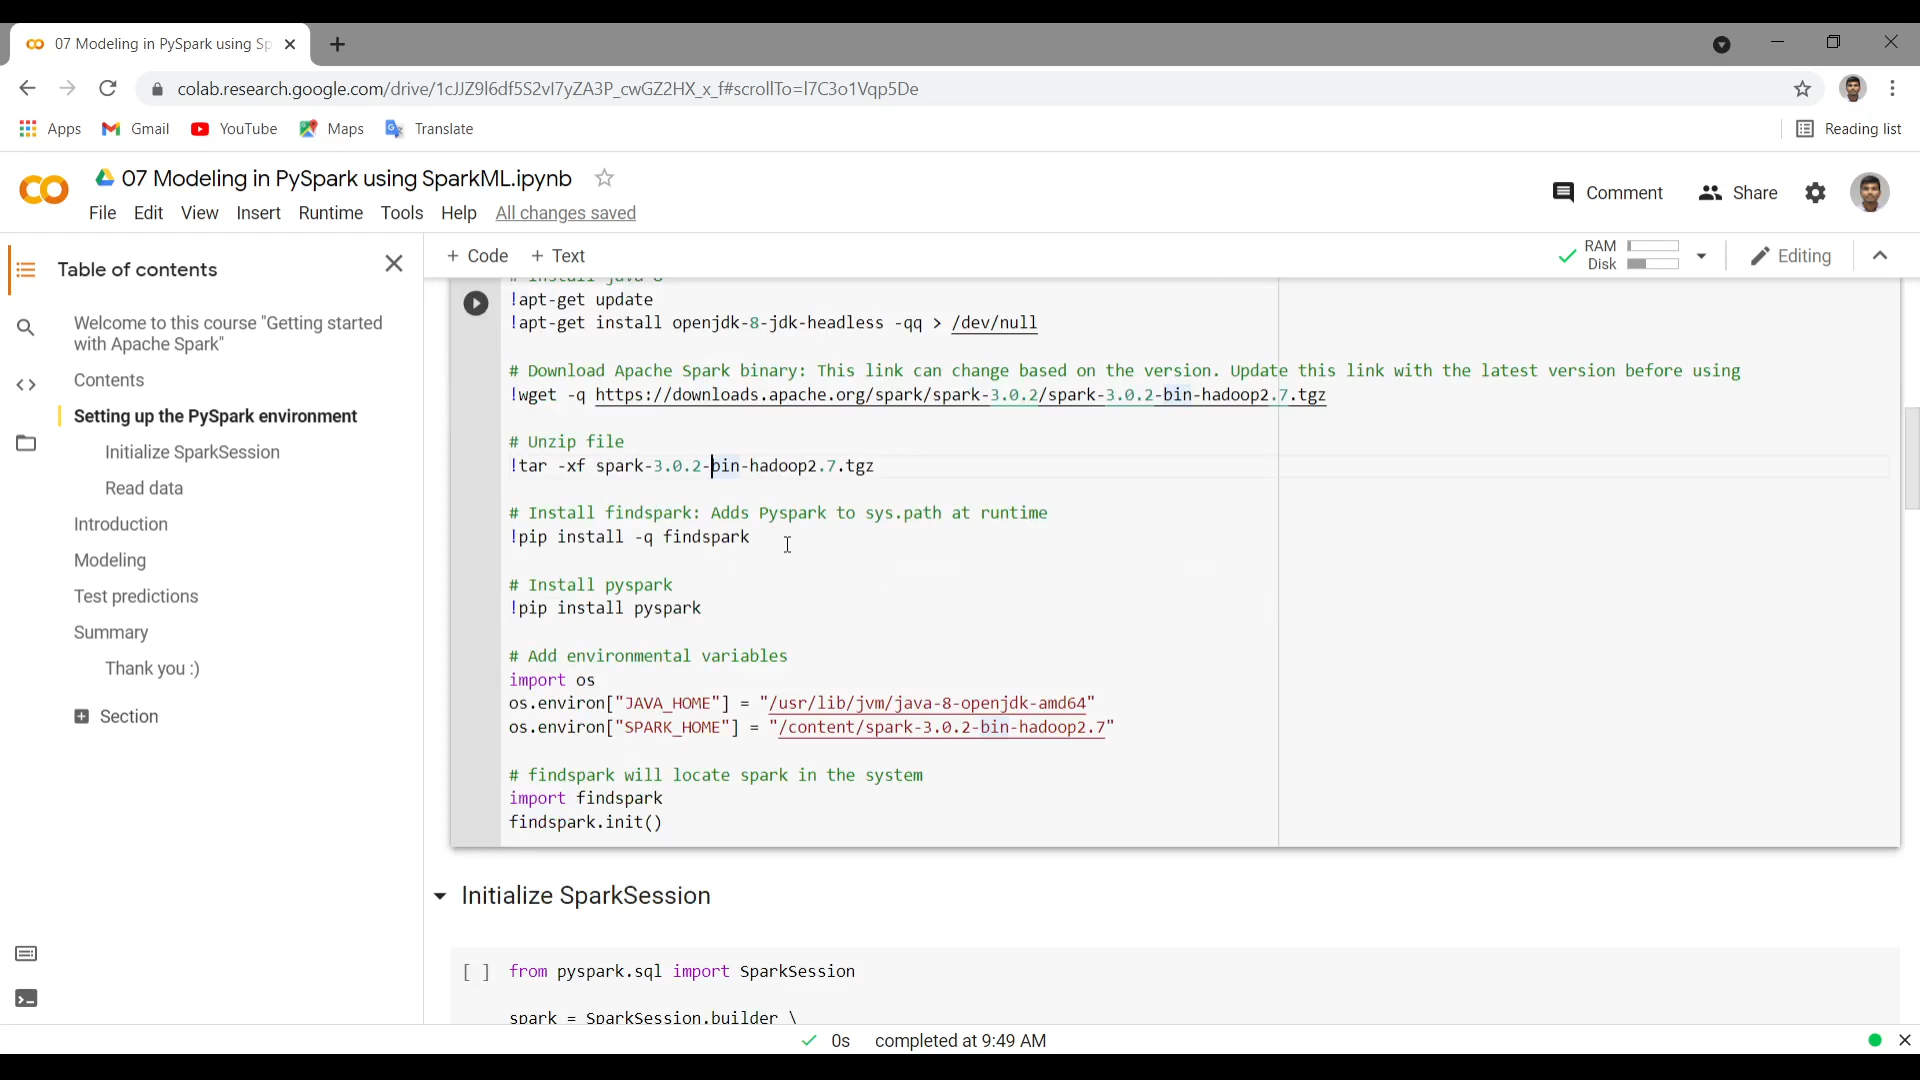 07 Modeling in PySpark using Sp
colab.research.google.com/drive/1cJJZ9l6df5S2vI7yZA3P_cwGZ2HX_x_f#scrollTo=I7C3o1Vqp5De
Apps
Gmail
YouTube
Maps
Translate
Reading list
07 Modeling in PySpark using SparkML.ipynb
Comment
Share
File
Edit
View
Insert
Runtime
Tools
Help
All changes saved
Table of contents
Welcome to this course "Getting started
with Apache Spark"
Contents
Setting up the PySpark environment
Initialize SparkSession
Read data
Introduction
Modeling
Test predictions
Summary
Thank you :)
Section
+ Code
+ Text
RAM
Disk
Editing
# Install java 8
!apt-get update
!apt-get install openjdk-8-jdk-headless -qq > /dev/null
# Download Apache Spark binary: This link can change based on the version. Update this link with the latest version before using
!wget -q https://downloads.apache.org/spark/spark-3.0.2/spark-3.0.2-bin-hadoop2.7.tgz
# Unzip file
!tar -xf spark-3.0.2-bin-hadoop2.7.tgz
# Install findspark: Adds Pyspark to sys.path at runtime
!pip install -q findspark
# Install pyspark
!pip install pyspark
# Add environmental variables
import os
os.environ["JAVA_HOME"] = "/usr/lib/jvm/java-8-openjdk-amd64"
os.environ["SPARK_HOME"] = "/content/spark-3.0.2-bin-hadoop2.7"
# findspark will locate spark in the system
import findspark
findspark.init()
Initialize SparkSession
[ ]
from pyspark.sql import SparkSession
spark = SparkSession.builder \
0s
completed at 9:49 AM